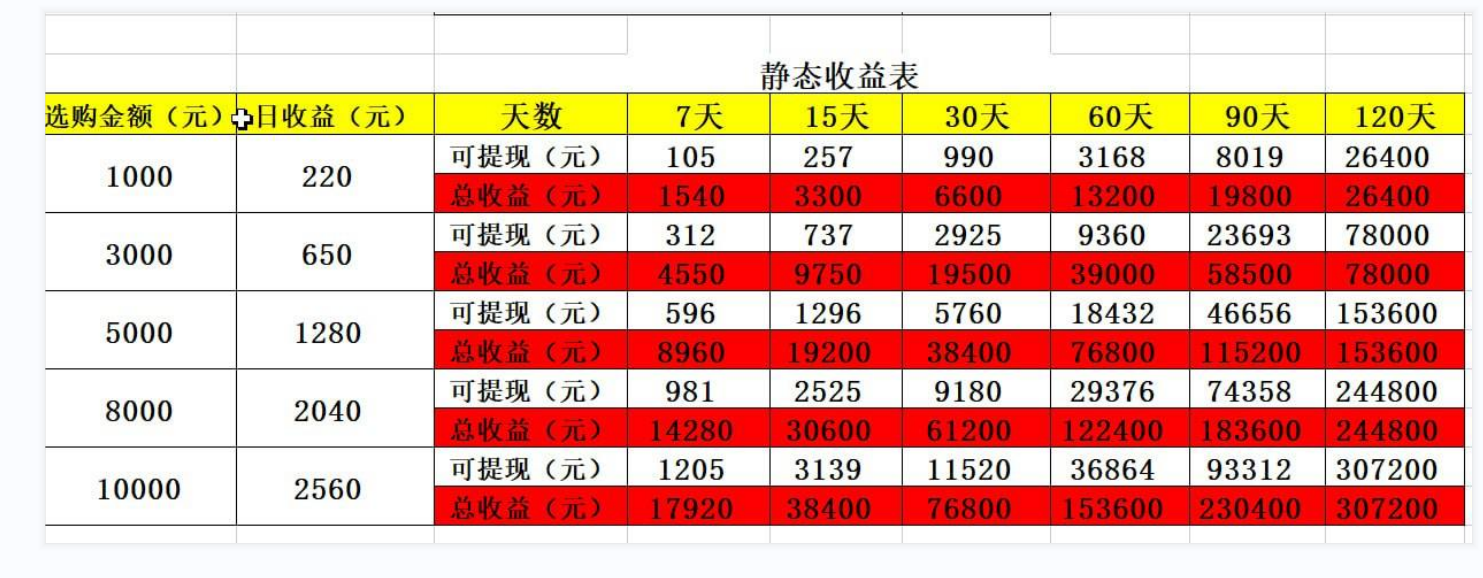 静态收益表
选购金额（元） 日收益（元） 天数 7天 15天 30天 60天 90天 120天
1000 220 可提现（元） 105 257 990 3168 8019 26400
总收益（元） 1540 3300 6600 13200 19800 26400
3000 650 可提现（元） 312 737 2925 9360 23693 78000
总收益（元） 4550 9750 19500 39000 58500 78000
5000 1280 可提现（元） 596 1296 5760 18432 46656 153600
总收益（元） 8960 19200 38400 76800 115200 153600
8000 2040 可提现（元） 981 2525 9180 29376 74358 244800
总收益（元） 14280 30600 61200 122400 183600 244800
10000 2560 可提现（元） 1205 3139 11520 36864 93312 307200
总收益（元） 17920 38400 76800 153600 230400 307200